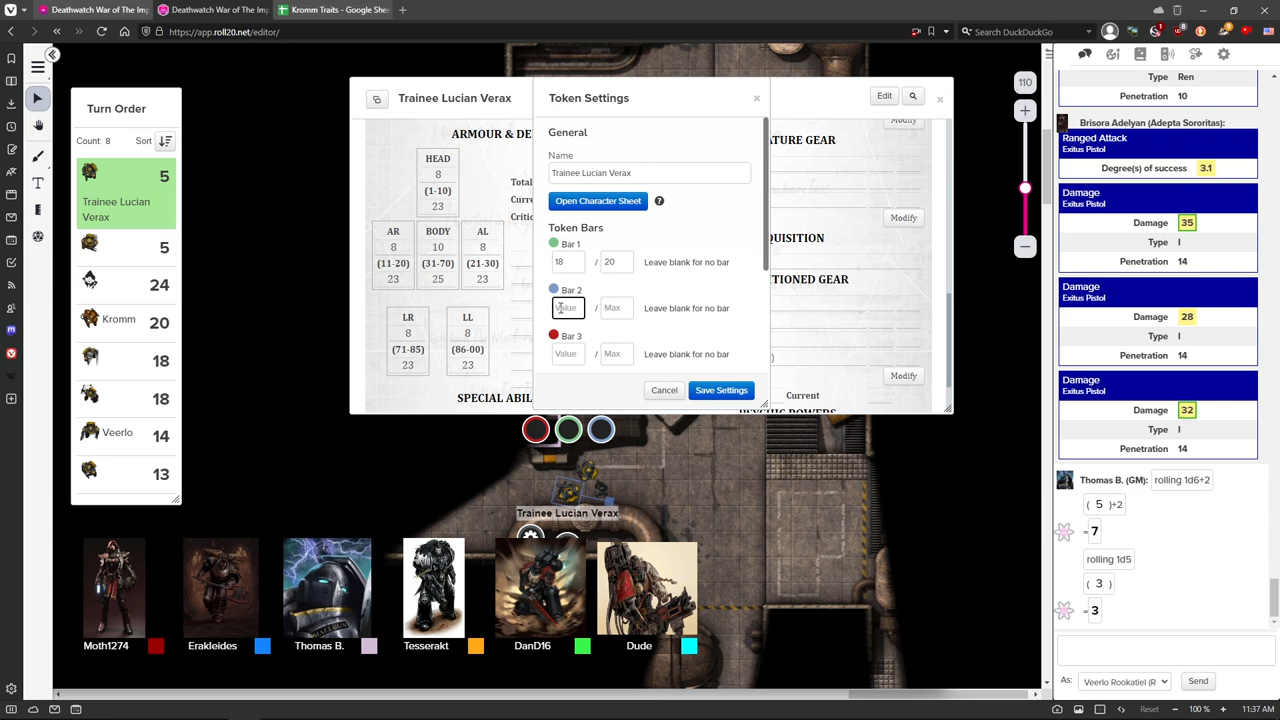 Deathwatch War of The Imp
Deathwatch War of The Imp
Kromm Traits - Google She
https://app.roll20.net/editor/
Search DuckDuckGo
Turn Order
Count: 8
Sort
5
Trainee Lucian
Verax
5
24
Kromm
20
18
18
Veerlo
14
13
Trainee Lucian Verax
Edit
ARMOUR & DE
HEAD
8
(1-10)
23
Total
Curre
Critic
AR
BODY
AL
8
10
8
(11-20)
(31-70)
(21-30)
23
25
23
LR
LL
8
8
(71-85)
(86-00)
23
23
SPECIAL ABIL
Token Settings
General
Name
Trainee Lucian Verax
Open Character Sheet
Token Bars
Bar 1
18
/
20
Leave blank for no bar
Bar 2
Value
/
Max
Leave blank for no bar
Bar 3
Value
/
Max
Leave blank for no bar
Cancel
Save Settings
Modify
ATURE GEAR
Modify
QUISITION
TIONED GEAR
Modify
Current
PSYCHIC POWERS
Trainee Lucian Verax
Moth1274
Erakleides
Thomas B.
Tesserakt
DanD16
Dude
110
Type
Ren
Penetration
10
Brisora Adelyan (Adepta Sororitas):
Ranged Attack
Exitus Pistol
Degree(s) of success
3.1
Damage
Exitus Pistol
Damage
35
Type
I
Penetration
14
Damage
Exitus Pistol
Damage
28
Type
I
Penetration
14
Damage
Exitus Pistol
Damage
32
Type
I
Penetration
14
Thomas B. (GM):
rolling 1d6+2
( 5 )+2
=7
rolling 1d5
( 3 )
=3
As:
Veerlo Rookatiel (R
Send
Reset
100 %
11:37 AM